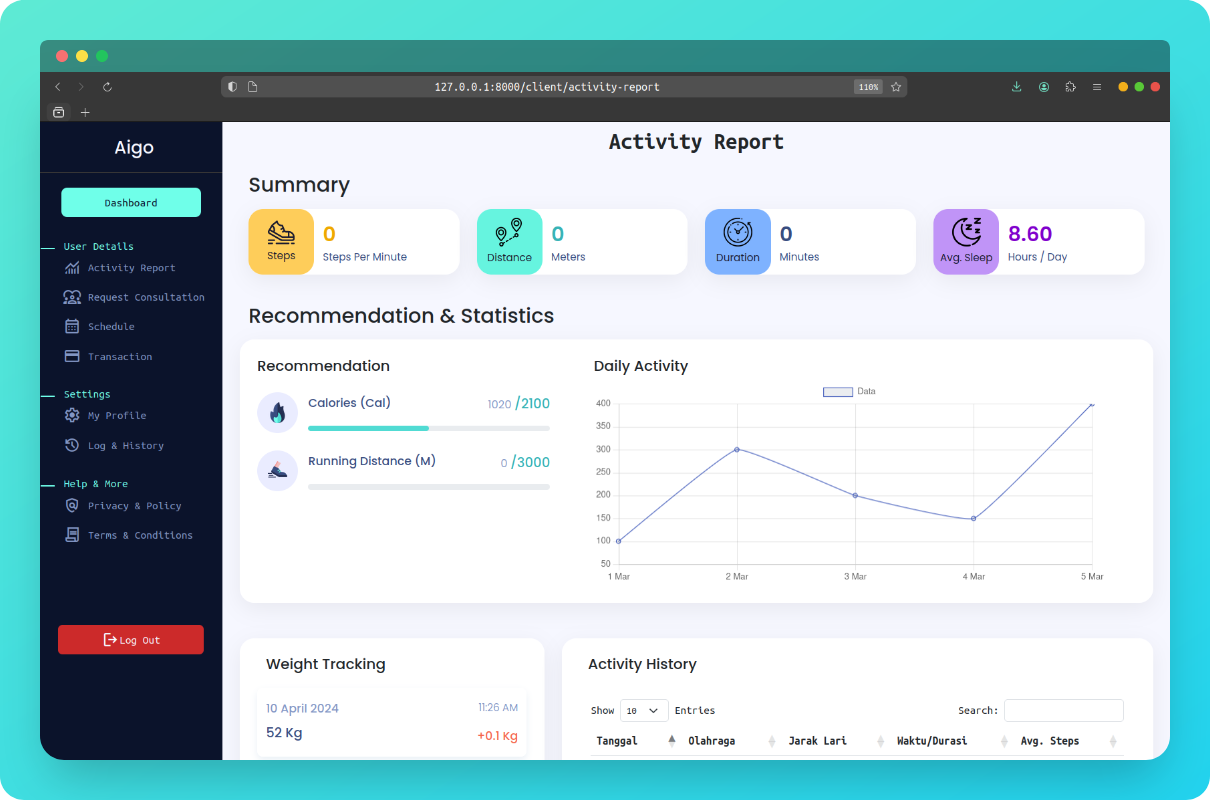 127.0.0.1:8000/client/activity-report
110%
Aigo
Dashboard
User Details
Activity Report
Request Consultation
Schedule
Transaction
Settings
My Profile
Log & History
Help & More
Privacy & Policy
Terms & Conditions
Log Out
Activity Report
Summary
Steps
0
Steps Per Minute
Distance
0
Meters
Duration
0
Minutes
Z Z Z
Avg. Sleep
8.60
Hours / Day
Recommendation & Statistics
Recommendation
Calories (Cal) 1020 /2100
Running Distance (M) 0 /3000
Daily Activity
Data
400
350
300
250
200
150
100
50
1 Mar 2 Mar 3 Mar 4 Mar 5 Mar
Weight Tracking
10 April 2024 11:26 AM
52 Kg +0.1 Kg
Activity History
Show 10 Entries Search:
Tanggal Olahraga Jarak Lari Waktu/Durasi Avg. Steps